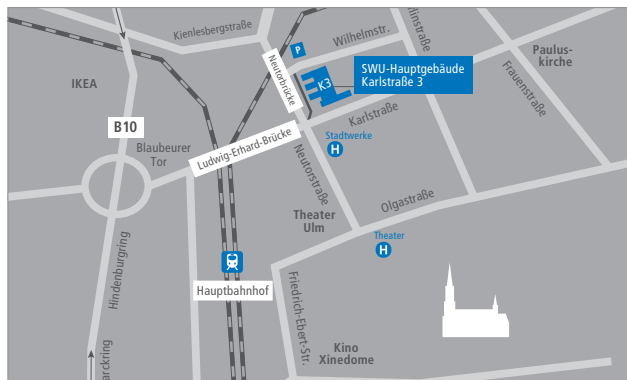 Kienlesbergstraße
P
Wilhelmstr.
Paulus-
kirche
IKEA
Neutorbrücke
K3
SWU-Hauptgebäude
Karlstraße 3
Frauenstraße
B10
Karlstraße
Blaubeurer
Tor
Ludwig-Erhard-Brücke
Stadtwerke
H
Neutorstraße
Olgastraße
Theater
Ulm
Theater
H
Hindenburgring
Hauptbahnhof
Friedrich-Ebert-Str.
Kino
Xinedome